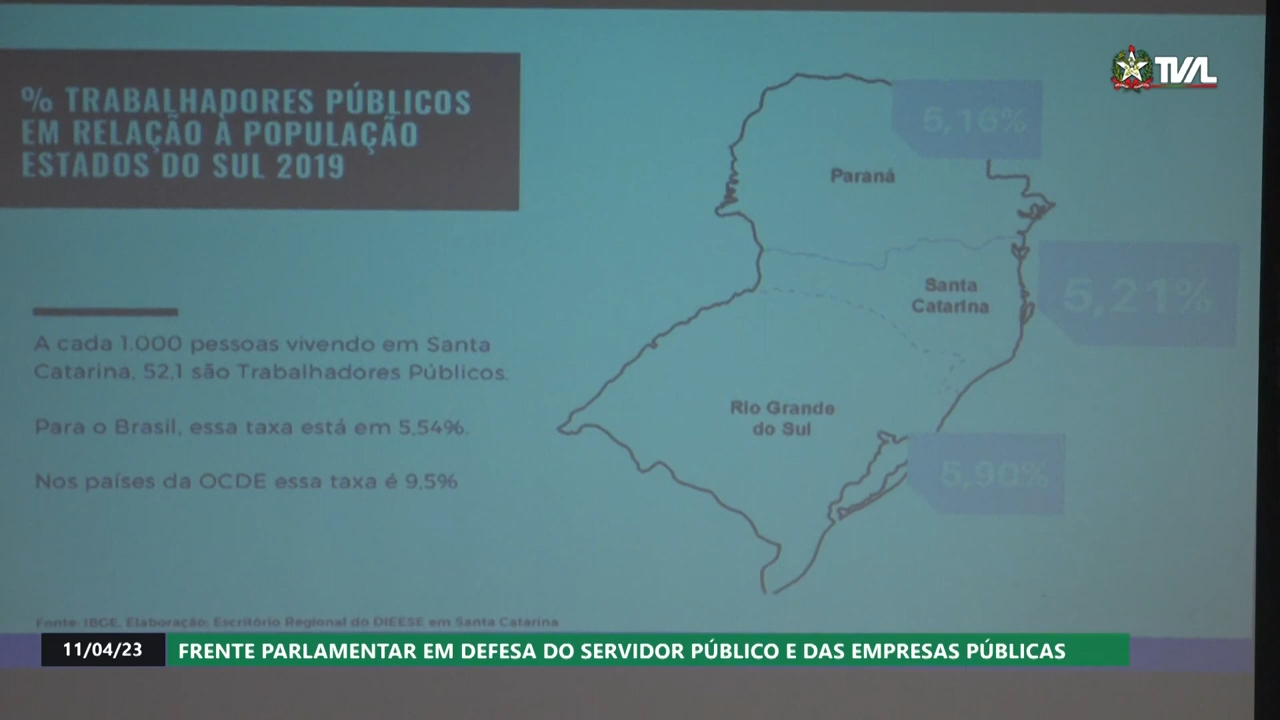 % TRABALHADORES PÚBLICOS
EM RELAÇÃO À POPULAÇÃO
ESTADOS DO SUL 2019
A cada 1.000 pessoas vivendo em Santa
Catarina, 52,1 são Trabalhadores Públicos.
Para o Brasil, essa taxa está em 5,54%.
Nos países da OCDE essa taxa é 9,5%
Fonte: IBGE. Elaboração: Escritório Regional do DIEESE em Santa Catarina
TVAL
5,16%
Paraná
Santa
Catarina
5,21%
Rio Grande
do Sul
5,90%
11/04/23
FRENTE PARLAMENTAR EM DEFESA DO SERVIDOR PÚBLICO E DAS EMPRESAS PÚBLICAS